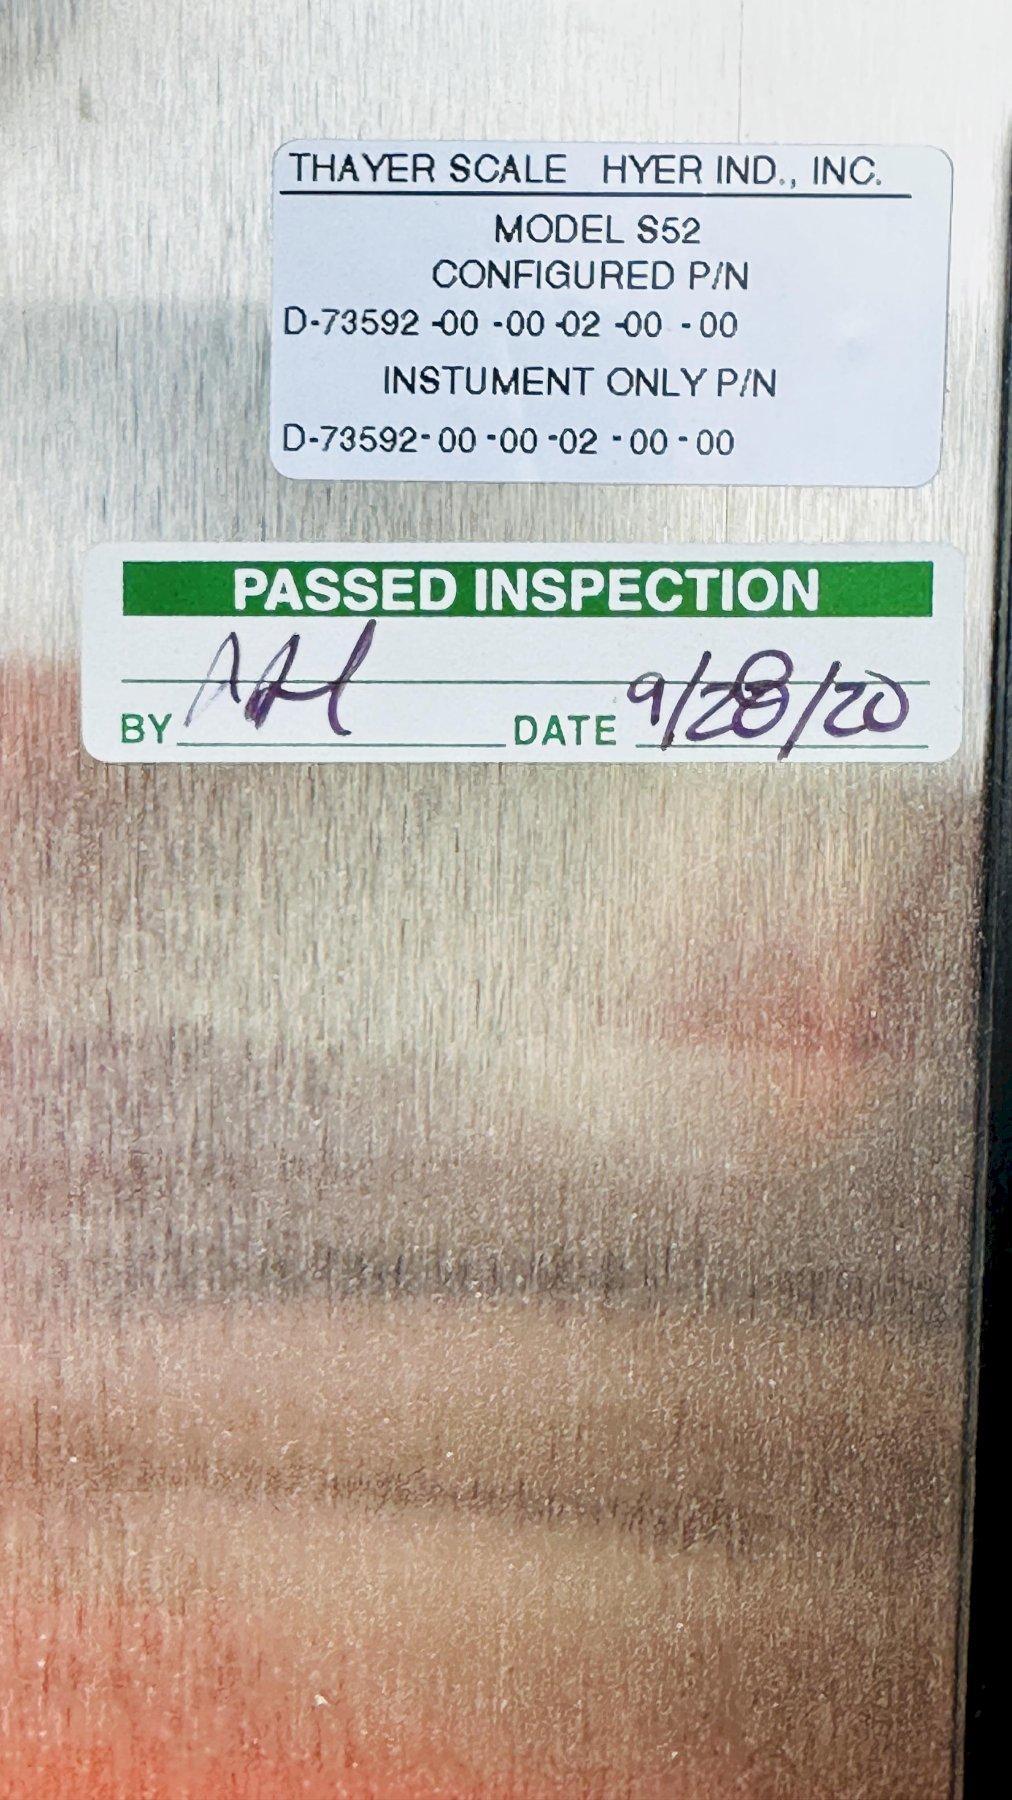 THAYER SCALE HYER IND., INC.
MODEL S52
CONFIGURED P/N
D-73592 -00 -00 -02 -00 - 00
INSTUMENT ONLY P/N
D-73592- 00 -00 -02 - 00 - 00
PASSED INSPECTION
BY DATE 9/28/20